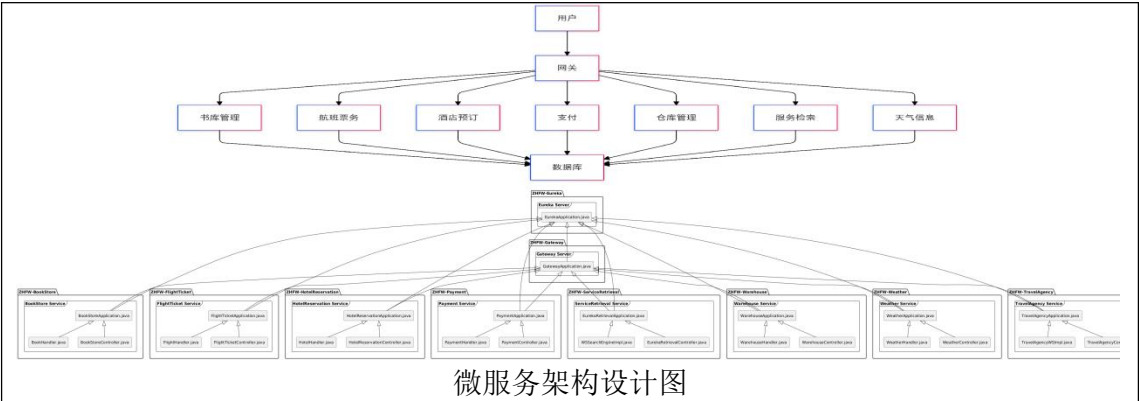 用户
网关
书库管理 航班票务 酒店预订 支付 仓库管理 服务检索 天气信息
数据库
ZHFW-Eureka
Eureka Server
EurekaApplication.java
ZHFW-Gateway
Gateway Server
GatewayApplication.java
ZHFW-BookStore ZHFW-FlightTicket ZHFW-HotelReservation ZHFW-Payment ZHFW-ServiceRetrieval ZHFW-Warehouse ZHFW-Weather ZHFW-TravelAgency
BookStore Service FlightTicket Service HotelReservation Service Payment Service ServiceRetrieval Service Warehouse Service Weather Service TravelAgency Service
BookStoreApplication.java FlightTicketApplication.java HotelReservationApplication.java PaymentApplication.java EurekaRetrievalApplication.java WarehouseApplication.java WeatherApplication.java TravelAgencyApplication.java
BookHandler.java BookStoreController.java FlightHandler.java FlightTicketController.java HotelHandler.java HotelReservationController.java PaymentHandler.java PaymentController.java WSSearchEngineImpl.java EurekaRetrievalController.java WarehouseHandler.java WarehouseController.java WeatherHandler.java WeatherController.java TravelAgencyWSImpl.java TravelAgencyCon
微服务架构设计图